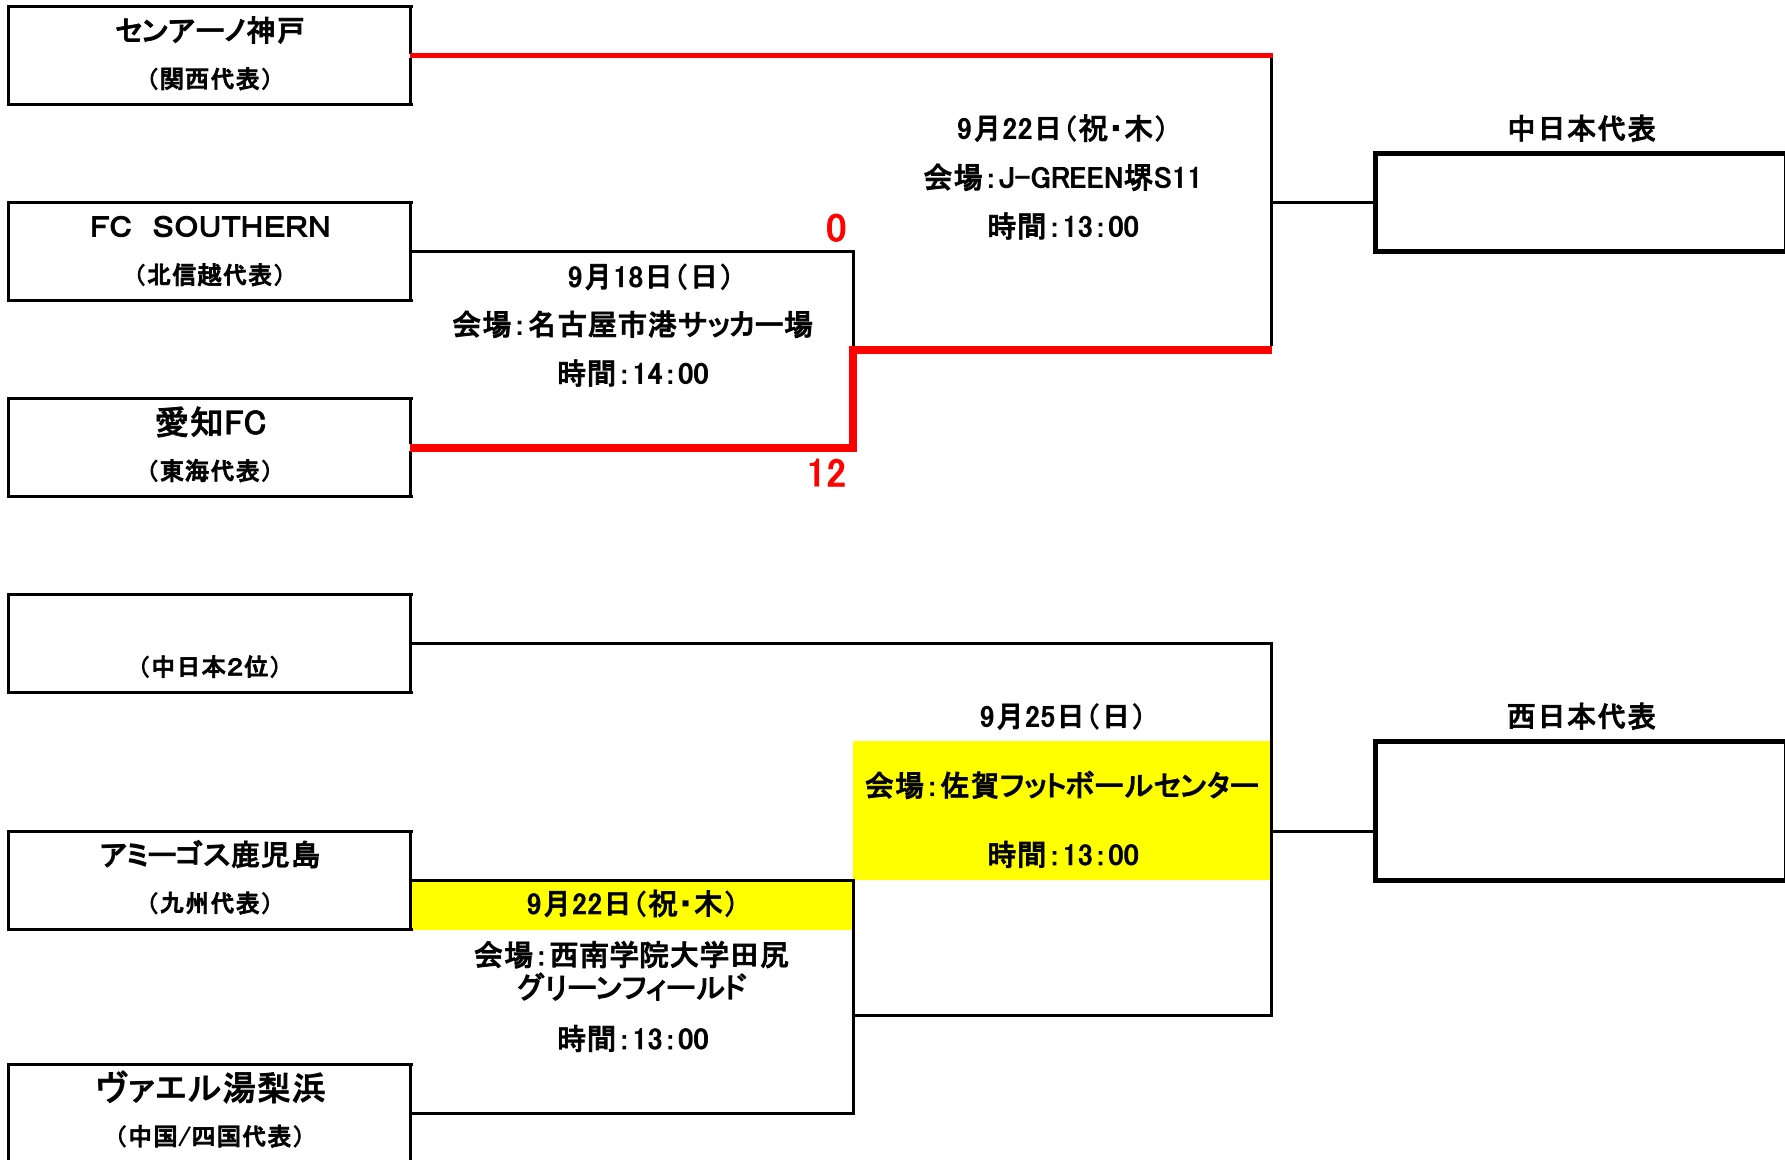 センアーノ神戸
（関西代表）
9月22日（祝・木）
中日本代表
会場：J-GREEN堺S11
FC　SOUTHERN
0
時間：13：00
（北信越代表）
9月18日（日）
会場：名古屋市港サッカー場
時間：14：00
愛知FC
（東海代表）
12
（中日本2位）
9月25日（日）
西日本代表
会場：佐賀フットボールセンター
アミーゴス鹿児島
時間：13：00
（九州代表）
9月22日（祝・木）
会場：西南学院大学田尻
グリーンフィールド
時間：13：00
ヴァエル湯梨浜
（中国/四国代表）